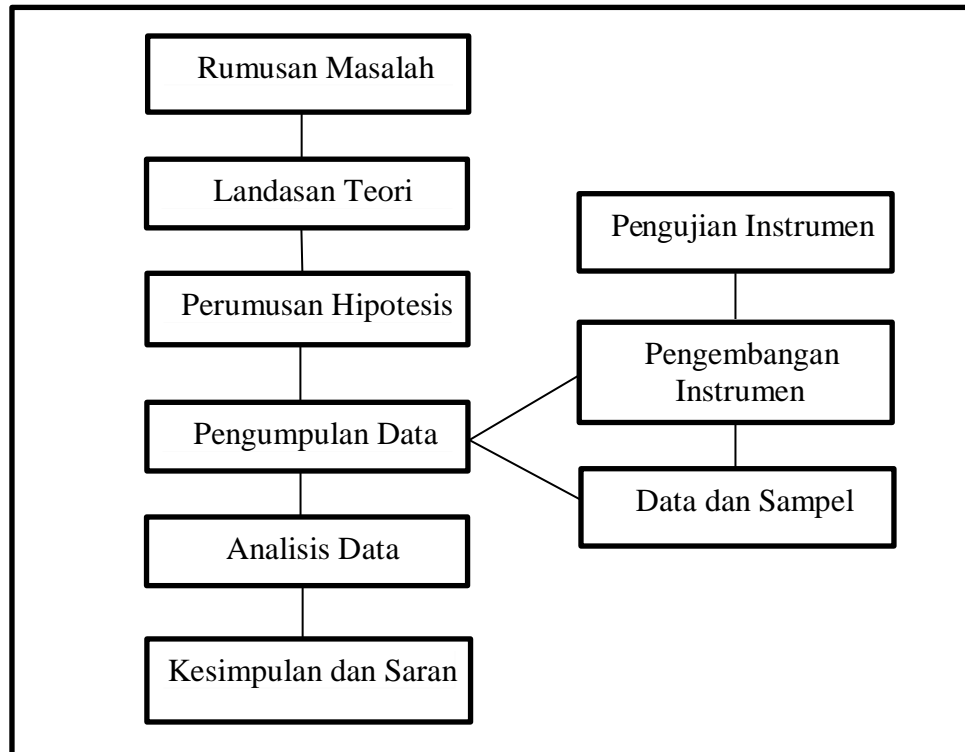 Rumusan Masalah
Landasan Teori
Perumusan Hipotesis
Pengumpulan Data
Analisis Data
Kesimpulan dan Saran
Pengujian Instrumen
Pengembangan
Instrumen
Data dan Sampel